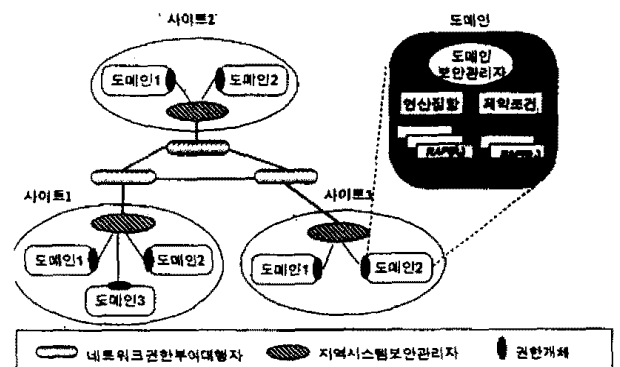 사이트2
도메인
도메인1
도메인2
도메인
보안관리자
연산집합
제약조건
사이트1
사이트3
도메인1
도메인2
도메인3
도메인1
도메인2
네트워크권한부여대행자
지역시스템보안관리자
권한개체